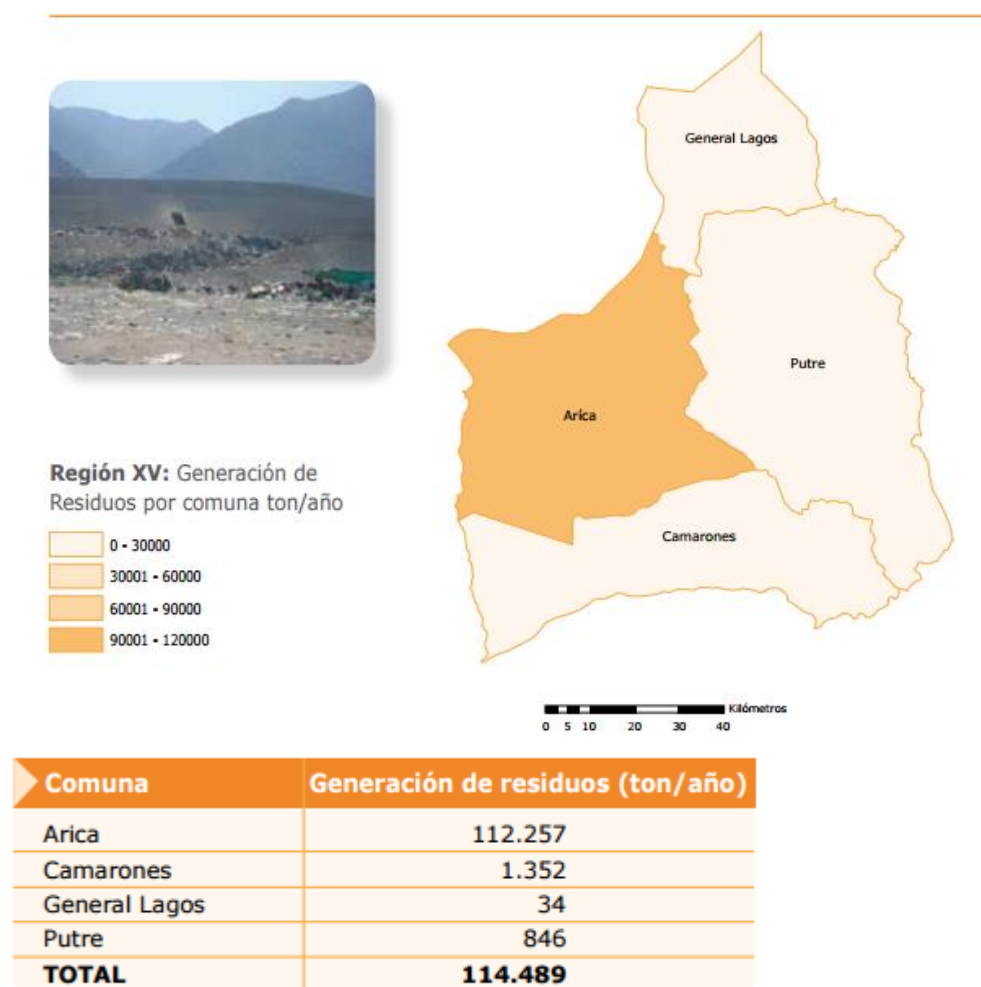 General Lagos
Putre
Arica
Camarones
Región XV: Generación de
Residuos por comuna ton/año
0 - 30000
30001 - 60000
60001 - 90000
90001 - 120000
Kilómetros
0 5 10 20 30 40
Comuna Generación de residuos (ton/año)
Arica 112.257
Camarones 1.352
General Lagos 34
Putre 846
TOTAL 114.489